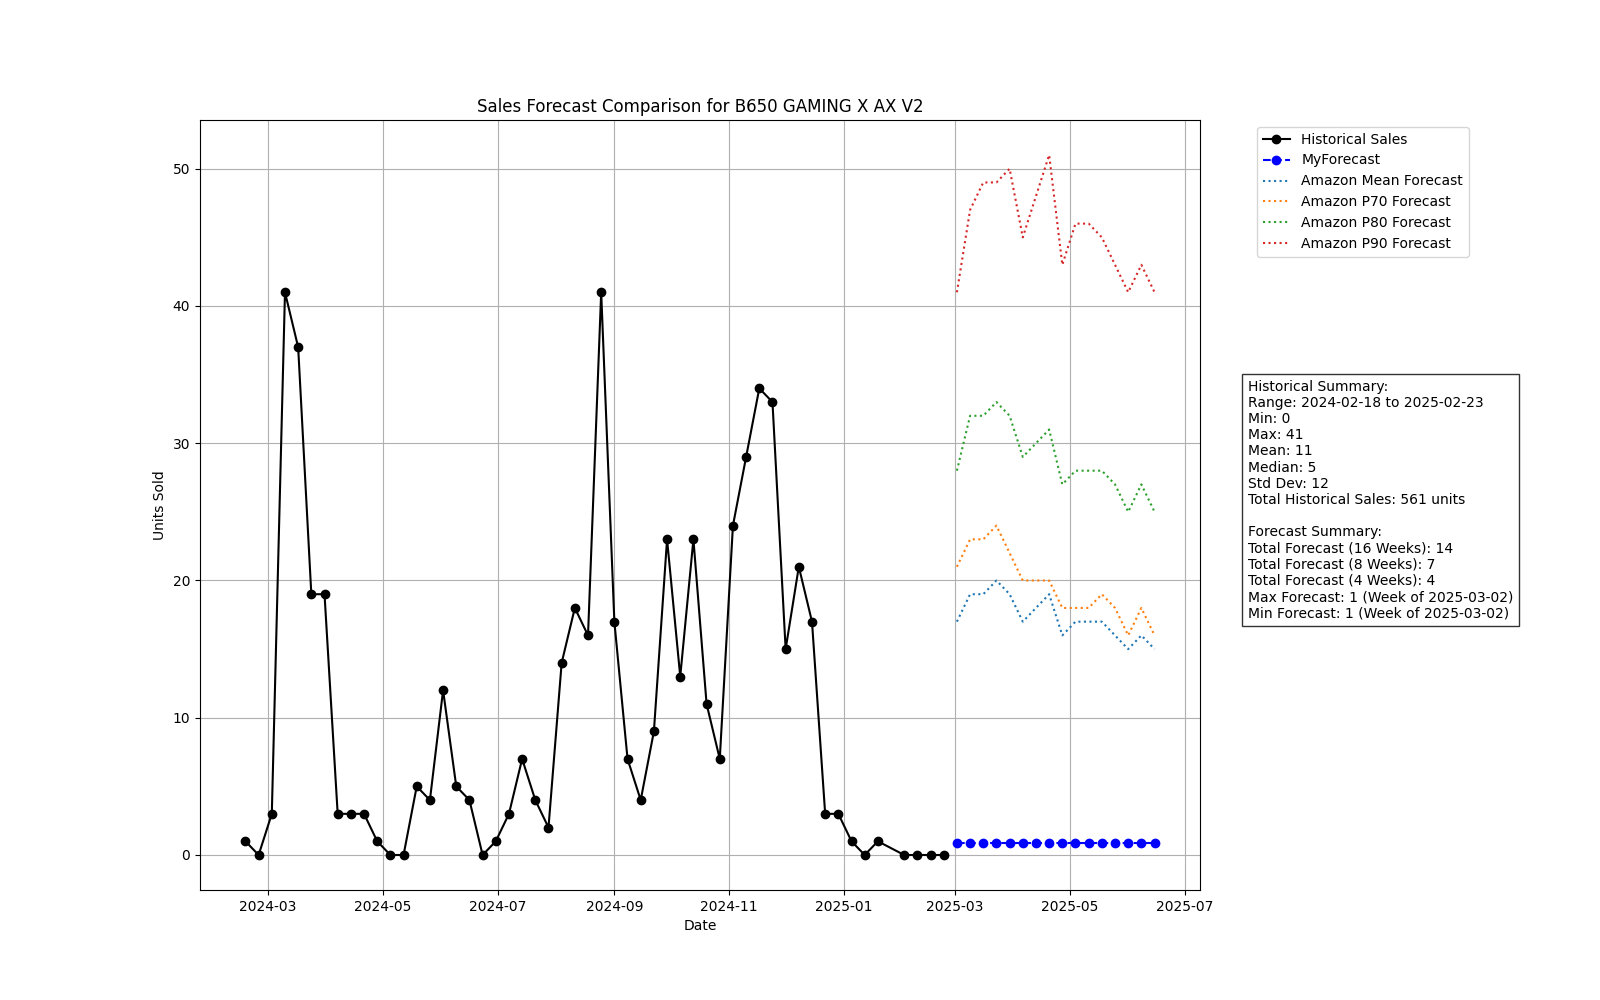 Sales Forecast Comparison for B650 GAMING X AX V2
Units Sold
50
40
30
20
10
0
2024-03
2024-05
2024-07
2024-09
2024-11
2025-01
2025-03
2025-05
2025-07
Date
Historical Sales
MyForecast
Amazon Mean Forecast
Amazon P70 Forecast
Amazon P80 Forecast
Amazon P90 Forecast
Historical Summary:
Range: 2024-02-18 to 2025-02-23
Min: 0
Max: 41
Mean: 11
Median: 5
Std Dev: 12
Total Historical Sales: 561 units
Forecast Summary:
Total Forecast (16 Weeks): 14
Total Forecast (8 Weeks): 7
Total Forecast (4 Weeks): 4
Max Forecast: 1 (Week of 2025-03-02)
Min Forecast: 1 (Week of 2025-03-02)